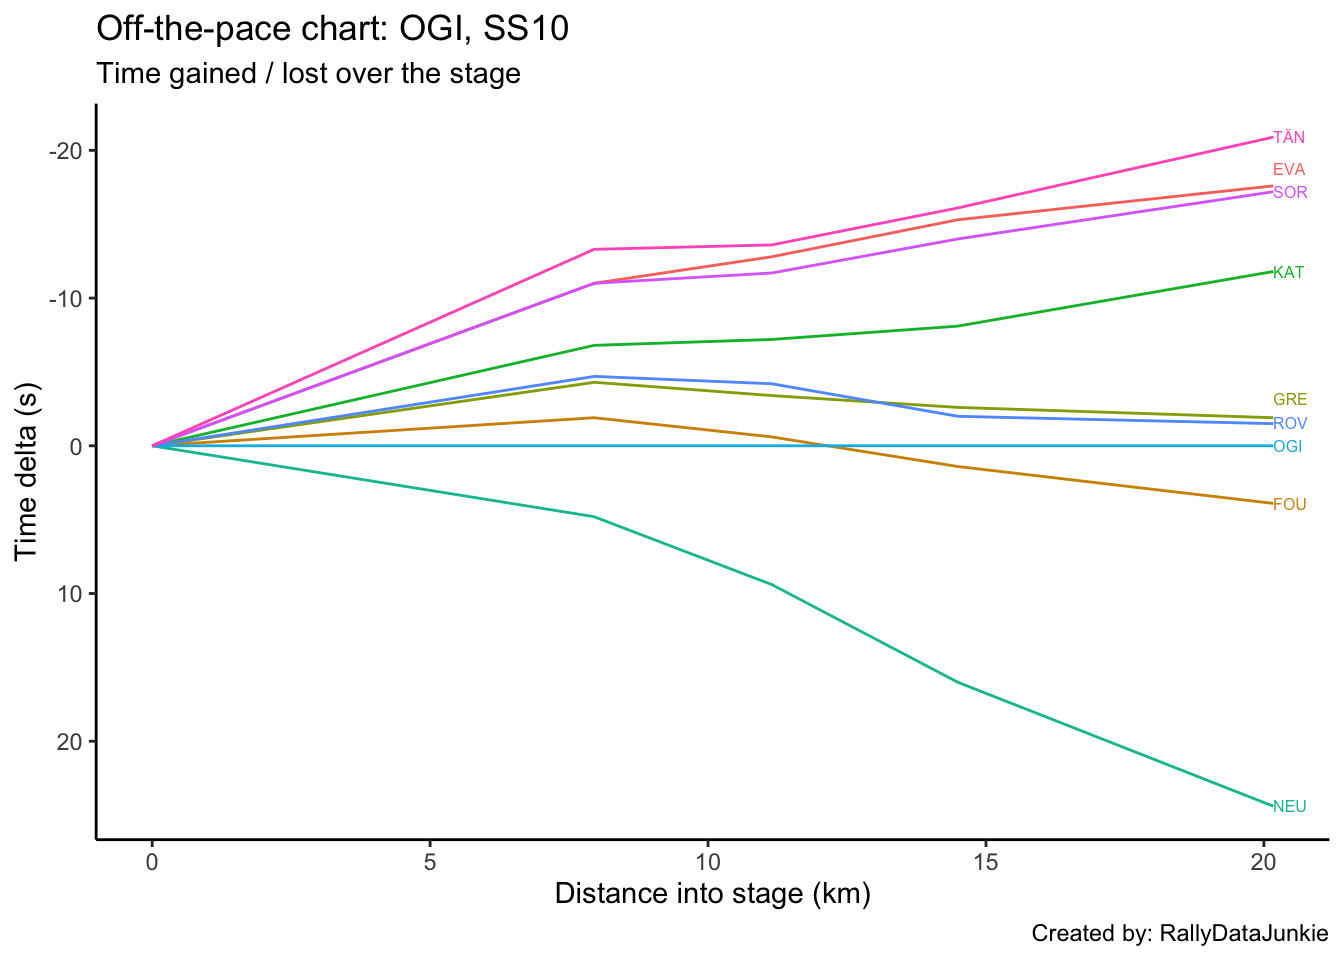 Off-the-pace chart: OGI, SS10
Time gained / lost over the stage
Time delta (s)
-20
-10
0
10
20
TÄN
EVA
SOR
KAT
GRE
ROV
OGI
FOU
NEU
0 5 10 15 20
Distance into stage (km)
Created by: RallyDataJunkie